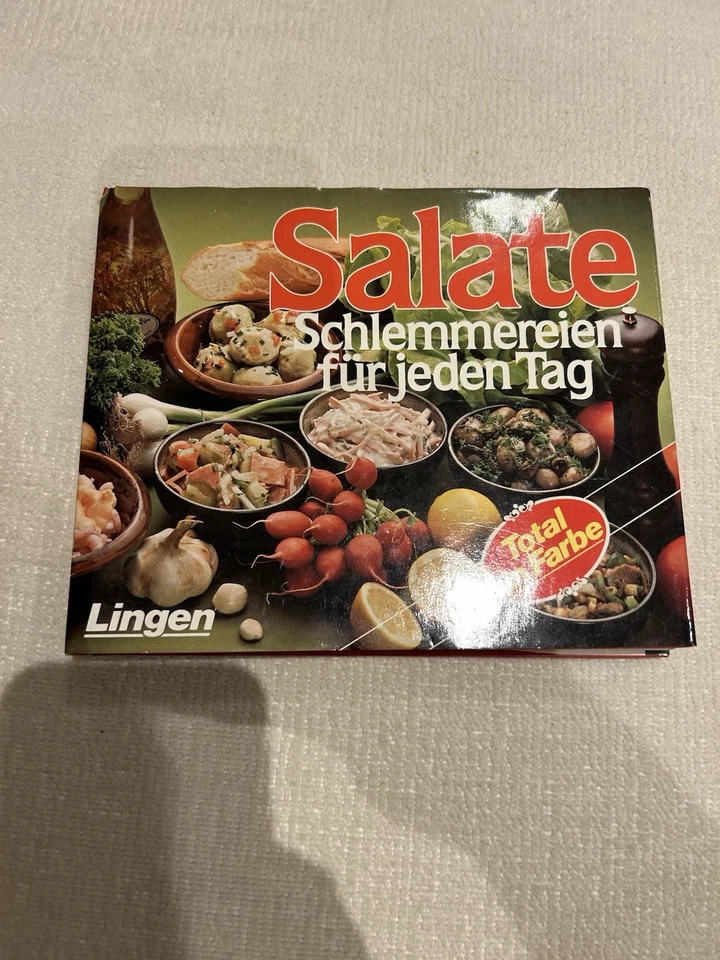 Salate
Schlemmereien
für jeden Tag
Total
Farbe
Lingen